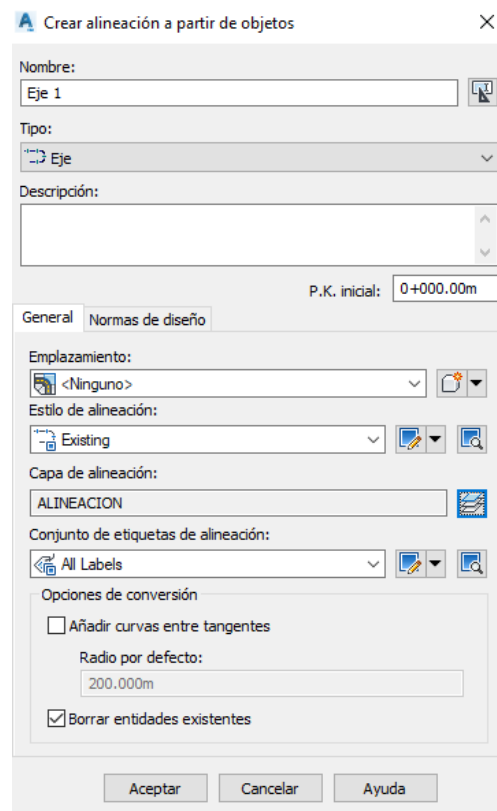 Crear alineación a partir de objetos
Nombre:
Eje 1
Tipo:
Eje
Descripción:
P.K. inicial: 0+000.00m
General Normas de diseño
Emplazamiento:
<Ninguno>
Estilo de alineación:
Existing
Capa de alineación:
ALINEACION
Conjunto de etiquetas de alineación:
All Labels
Opciones de conversión
Añadir curvas entre tangentes
Radio por defecto:
200.000m
Borrar entidades existentes
Aceptar Cancelar Ayuda